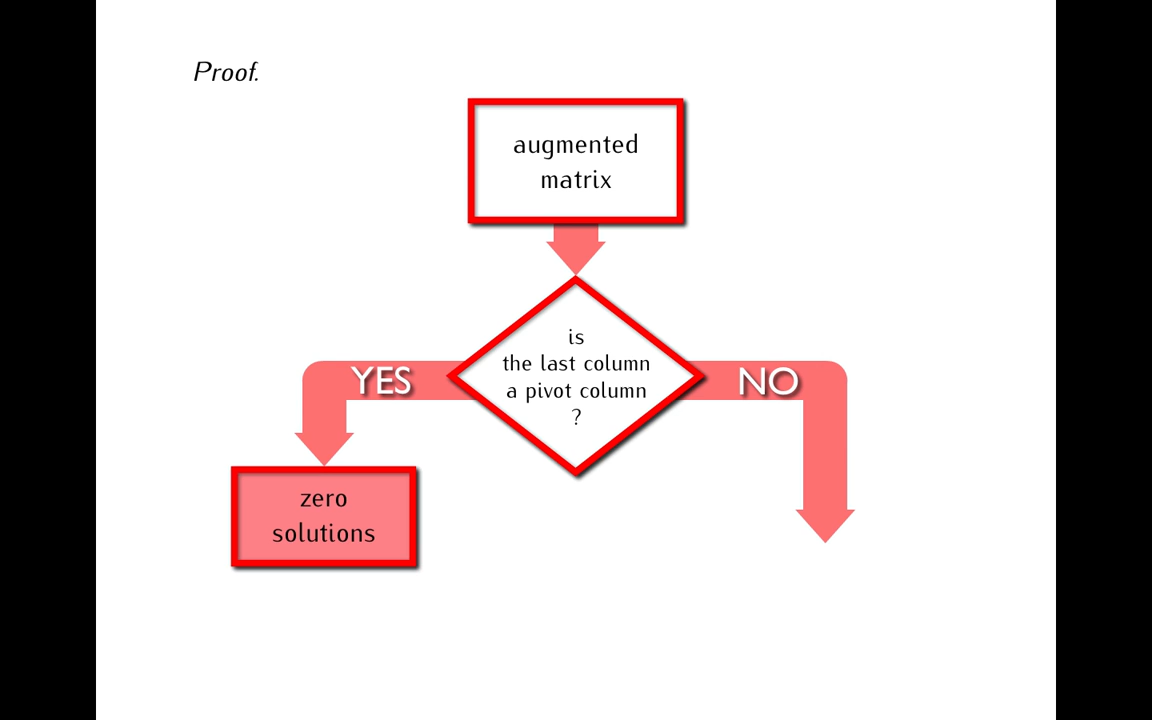 Proof.
augmented
matrix
is
the last column
a pivot column
?
YES
NO
zero
solutions